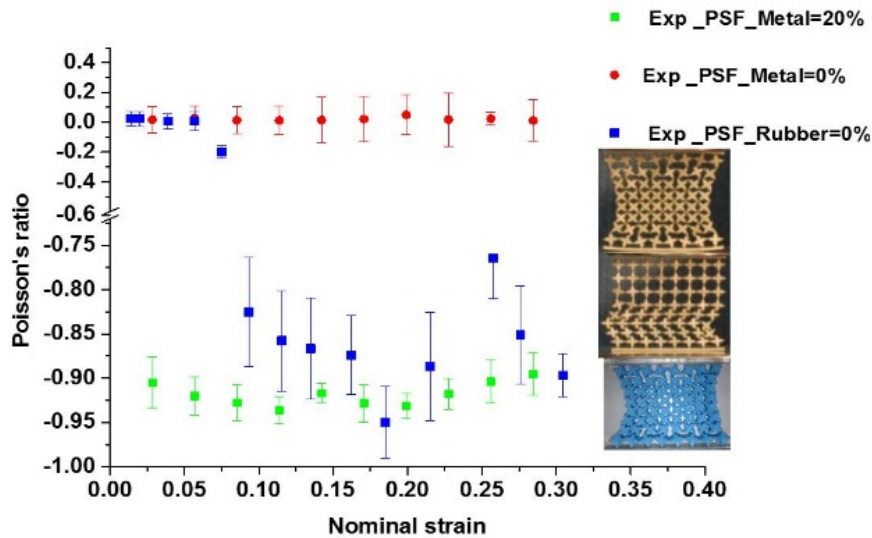 Exp _PSF_Metal=20%
Exp _PSF_Metal=0%
Exp _PSF_Rubber=0%
0.4
0.2
0.0
-0.2
-0.4
-0.6
-0.75
-0.80
-0.85
-0.90
-0.95
-1.00
Poisson's ratio
0.00 0.05 0.10 0.15 0.20 0.25 0.30 0.35 0.40
Nominal strain